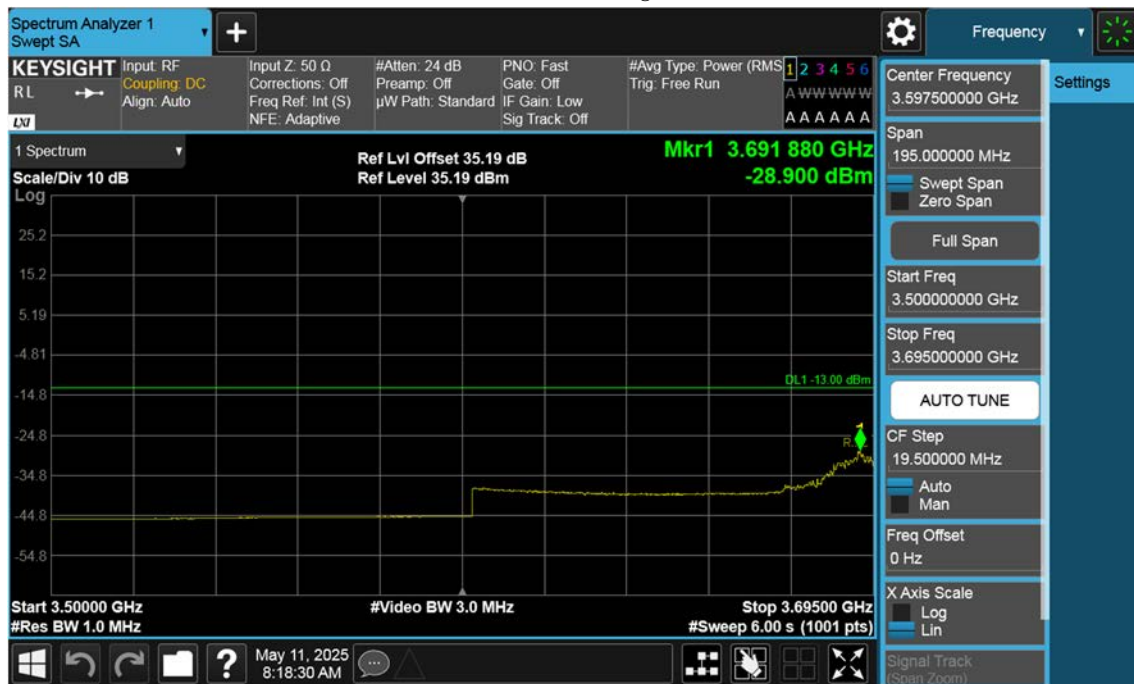 Spectrum Analyzer 1
Swept SA
Frequency
KEYSIGHT
RL
LXI
Input: RF
Coupling: DC
Align: Auto
Input Z: 50 Ω
Corrections: Off
Freq Ref: Int (S)
NFE: Adaptive
#Atten: 24 dB
Preamp: Off
µW Path: Standard
PNO: Fast
Gate: Off
IF Gain: Low
Sig Track: Off
#Avg Type: Power (RMS
Trig: Free Run
1 2 3 4 5 6
A W W W W W
A A A A A A
1 Spectrum
Scale/Div 10 dB
Ref Lvl Offset 35.19 dB
Ref Level 35.19 dBm
Mkr1 3.691 880 GHz
-28.900 dBm
Log
25.2
15.2
5.19
-4.81
-14.8
-24.8
-34.8
-44.8
-54.8
DL1 -13.00 dBm
1
Start 3.50000 GHz
#Res BW 1.0 MHz
#Video BW 3.0 MHz
Stop 3.69500 GHz
#Sweep 6.00 s (1001 pts)
Center Frequency
3.597500000 GHz
Span
195.000000 MHz
Swept Span
Zero Span
Full Span
Start Freq
3.500000000 GHz
Stop Freq
3.695000000 GHz
AUTO TUNE
CF Step
19.500000 MHz
Auto
Man
Freq Offset
0 Hz
X Axis Scale
Log
Lin
Signal Track
(Span Zoom)
Settings
?
May 11, 2025
8:18:30 AM